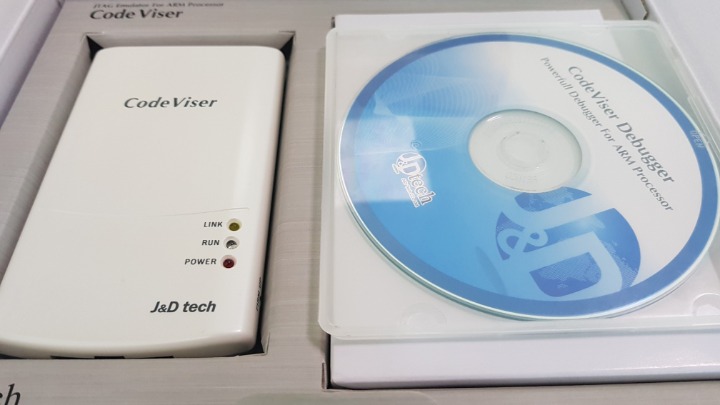 JTAG Emulator For ARM Processor
Code Viser
CodeViser
LINK
RUN
POWER
J&D tech
CodeViser Debugger
Powerfull Debugger For ARM Processor
J&D tech
J&D